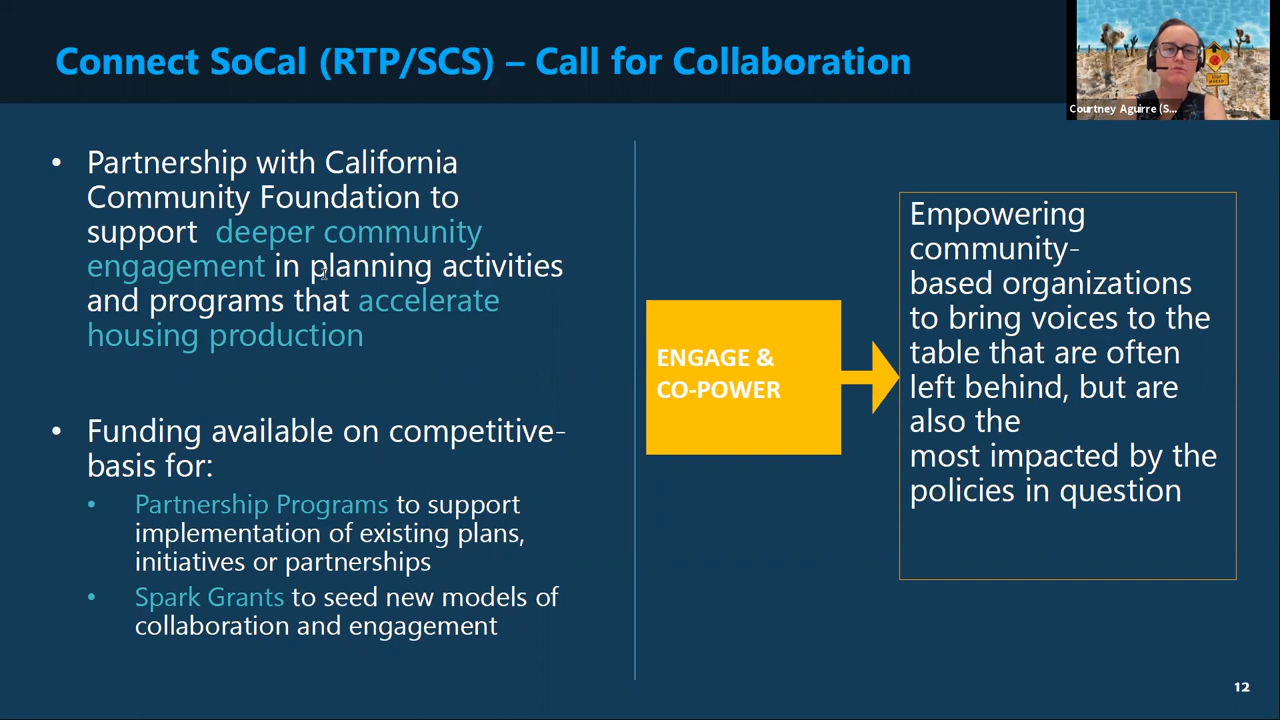 Connect SoCal (RTP/SCS) – Call for Collaboration
Courtney Aguirre (S...
• Partnership with California
Community Foundation to
support deeper community
engagement in planning activities
and programs that accelerate
housing production
• Funding available on competitive-
basis for:
• Partnership Programs to support
implementation of existing plans,
initiatives or partnerships
• Spark Grants to seed new models of
collaboration and engagement
ENGAGE &
CO-POWER
Empowering
community-
based organizations
to bring voices to the
table that are often
left behind, but are
also the
most impacted by the
policies in question
12